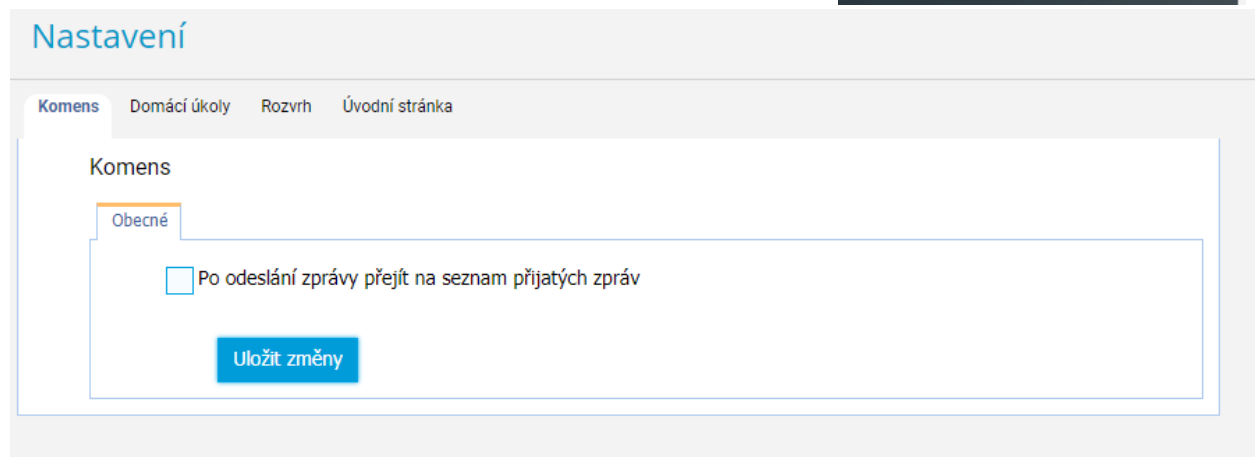 Nastavení
Komens Domácí úkoly Rozvrh Úvodní stránka
Komens
Obecné
Po odeslání zprávy přejít na seznam přijatých zpráv
Uložit změny